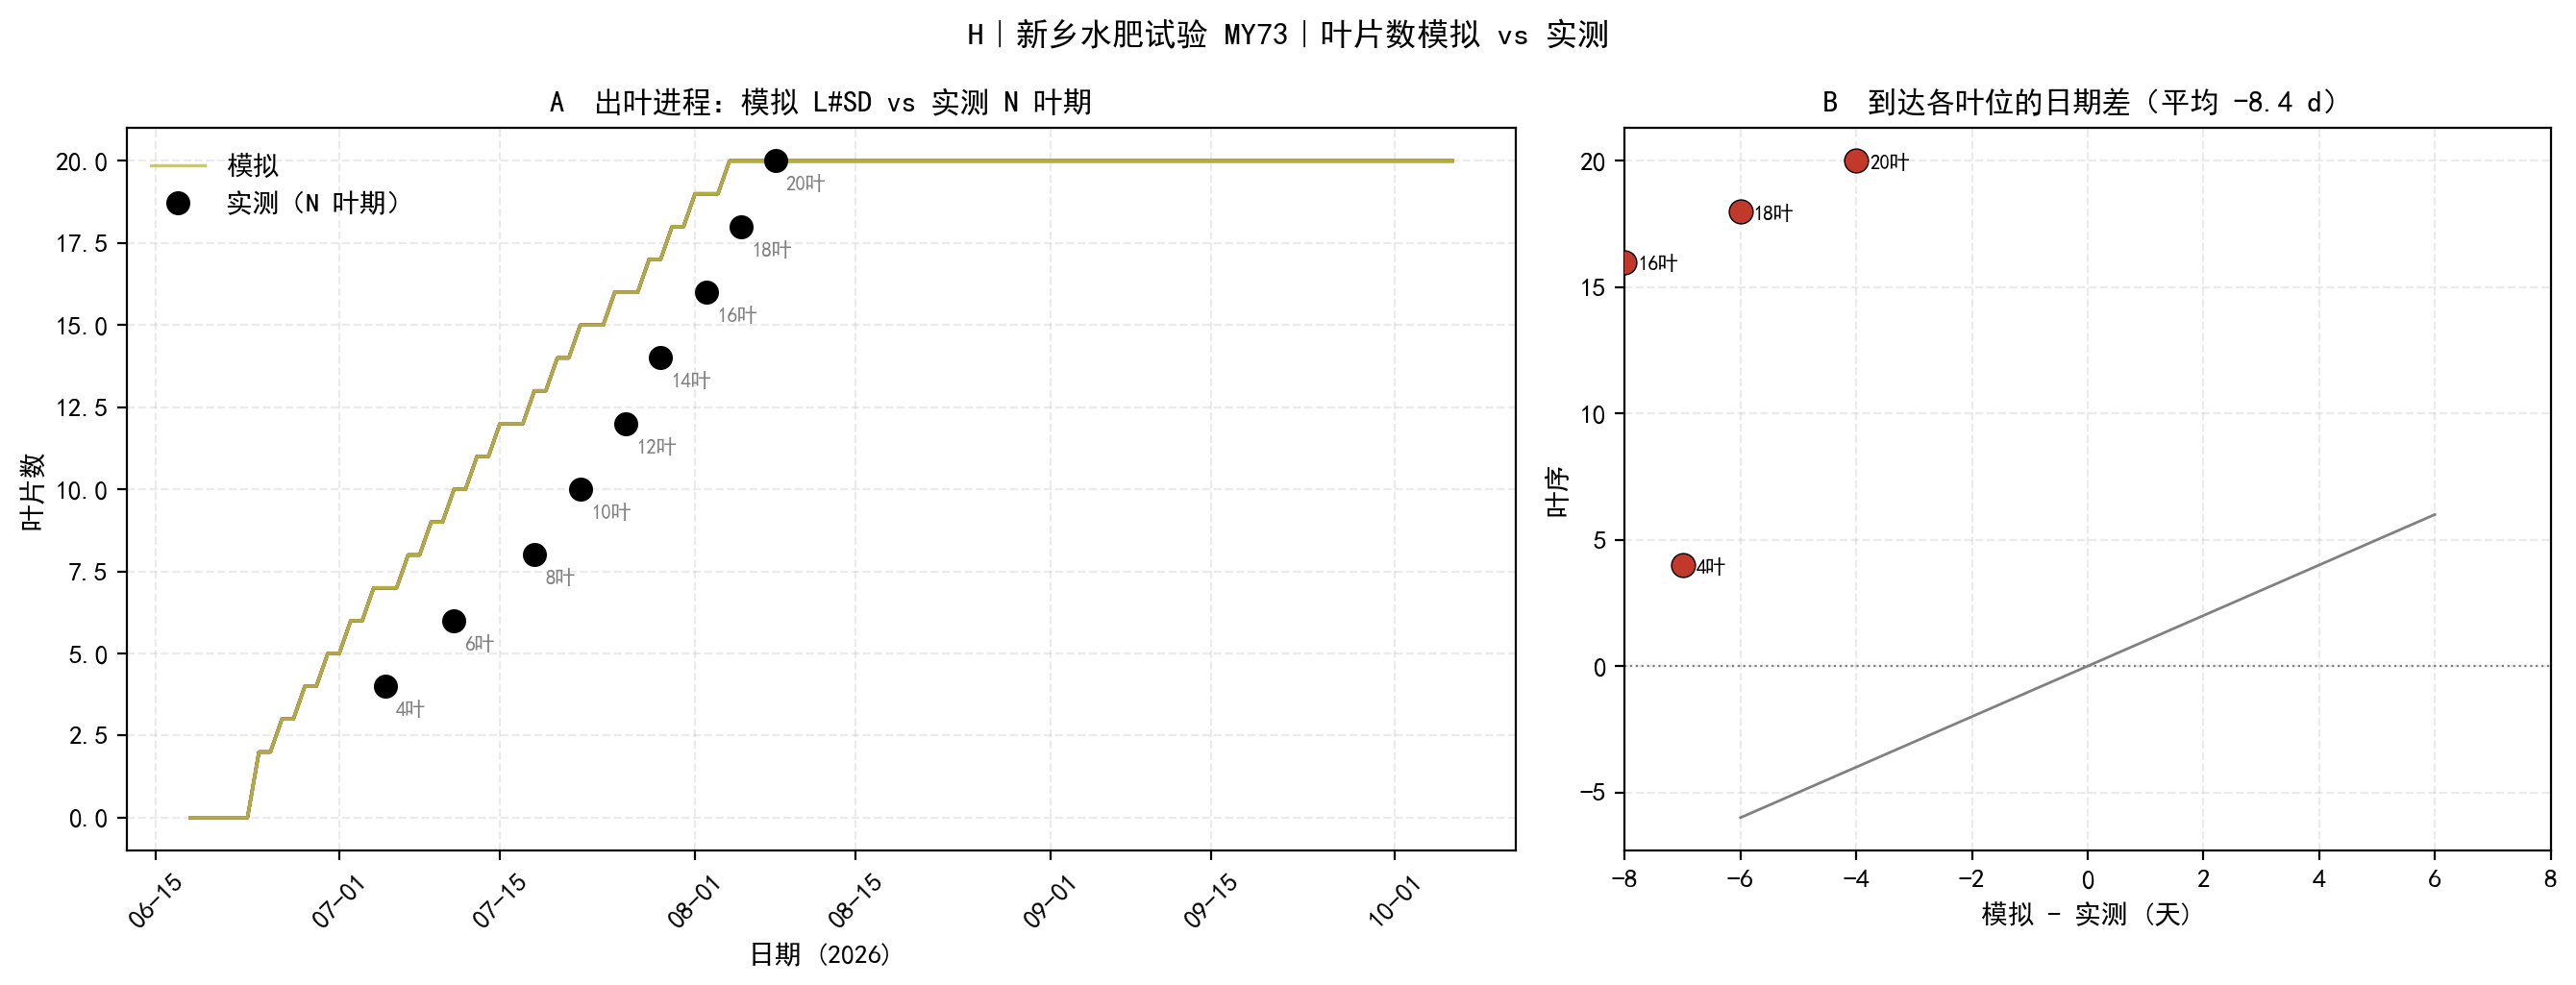 H｜新乡水肥试验 MY73｜叶片数模拟 vs 实测
A 出叶进程：模拟 L#SD vs 实测 N 叶期
模拟
实测（N 叶期）
叶片数
20.0
17.5
15.0
12.5
10.0
7.5
5.0
2.5
0.0
20叶
18叶
16叶
14叶
12叶
10叶
8叶
6叶
4叶
06-15
07-01
07-15
08-01
08-15
09-01
09-15
10-01
日期 (2026)
B 到达各叶位的日期差（平均 -8.4 d）
叶序
20
15
10
5
0
-5
20叶
18叶
16叶
4叶
-8
-6
-4
-2
0
2
4
6
8
模拟 - 实测 (天)